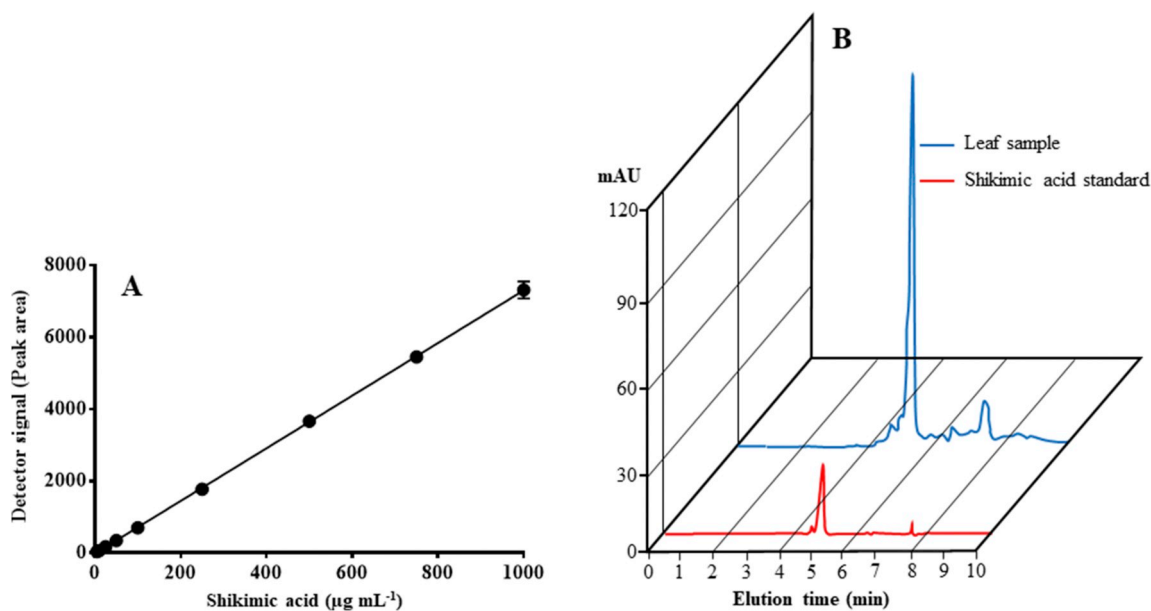 A
8000
6000
4000
2000
0
Detector signal (Peak area)
0 200 400 600 800 1000
Shikimic acid (µg mL-1)
B
Leaf sample
Shikimic acid standard
mAU
120
90
60
30
0
0 1 2 3 4 5 6 7 8 9 10
Elution time (min)